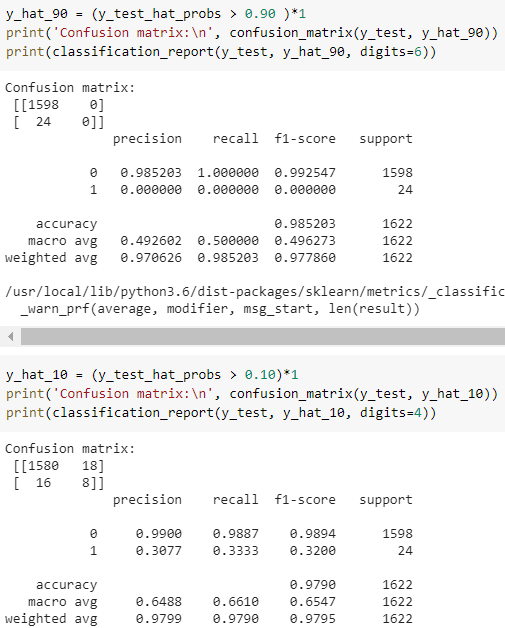 y_hat_90 = (y_test_hat_probs > 0.90 )*1
print('Confusion matrix:\n', confusion_matrix(y_test, y_hat_90))
print(classification_report(y_test, y_hat_90, digits=6))
Confusion matrix:
[[1598 0]
[ 24 0]]
precision recall f1-score support
0 0.985203 1.000000 0.992547 1598
1 0.000000 0.000000 0.000000 24
accuracy 0.985203 1622
macro avg 0.492602 0.500000 0.496273 1622
weighted avg 0.970626 0.985203 0.977860 1622
/usr/local/lib/python3.6/dist-packages/sklearn/metrics/_classific
_warn_prf(average, modifier, msg_start, len(result))
y_hat_10 = (y_test_hat_probs > 0.10)*1
print('Confusion matrix:\n', confusion_matrix(y_test, y_hat_10))
print(classification_report(y_test, y_hat_10, digits=4))
Confusion matrix:
[[1580 18]
[ 16 8]]
precision recall f1-score support
0 0.9900 0.9887 0.9894 1598
1 0.3077 0.3333 0.3200 24
accuracy 0.9790 1622
macro avg 0.6488 0.6610 0.6547 1622
weighted avg 0.9799 0.9790 0.9795 1622